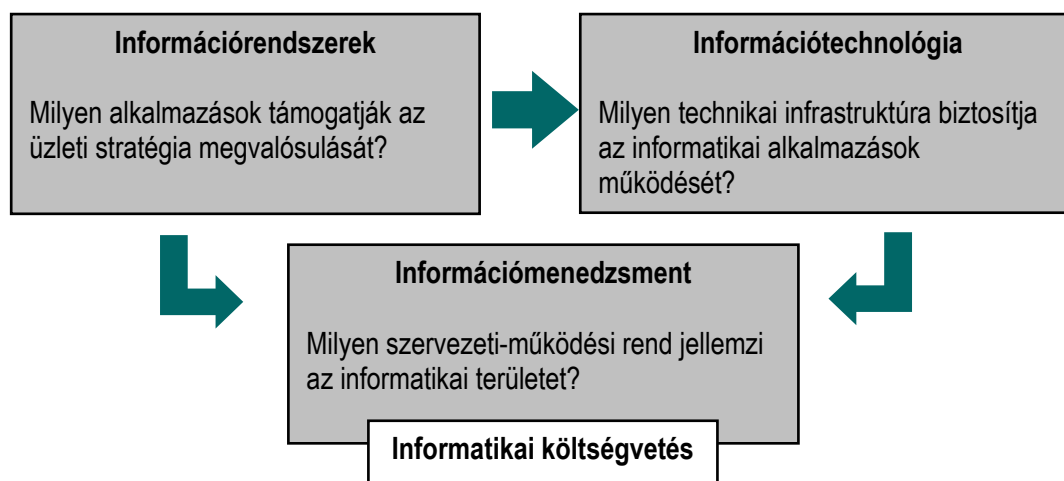 Információrendszerek
Milyen alkalmazások támogatják az
üzleti stratégia megvalósulását?
Információtechnológia
Milyen technikai infrastruktúra biztosítja
az informatikai alkalmazások
működését?
Információmenedzsment
Milyen szervezeti-működési rend jellemzi
az informatikai területet?
Informatikai költségvetés